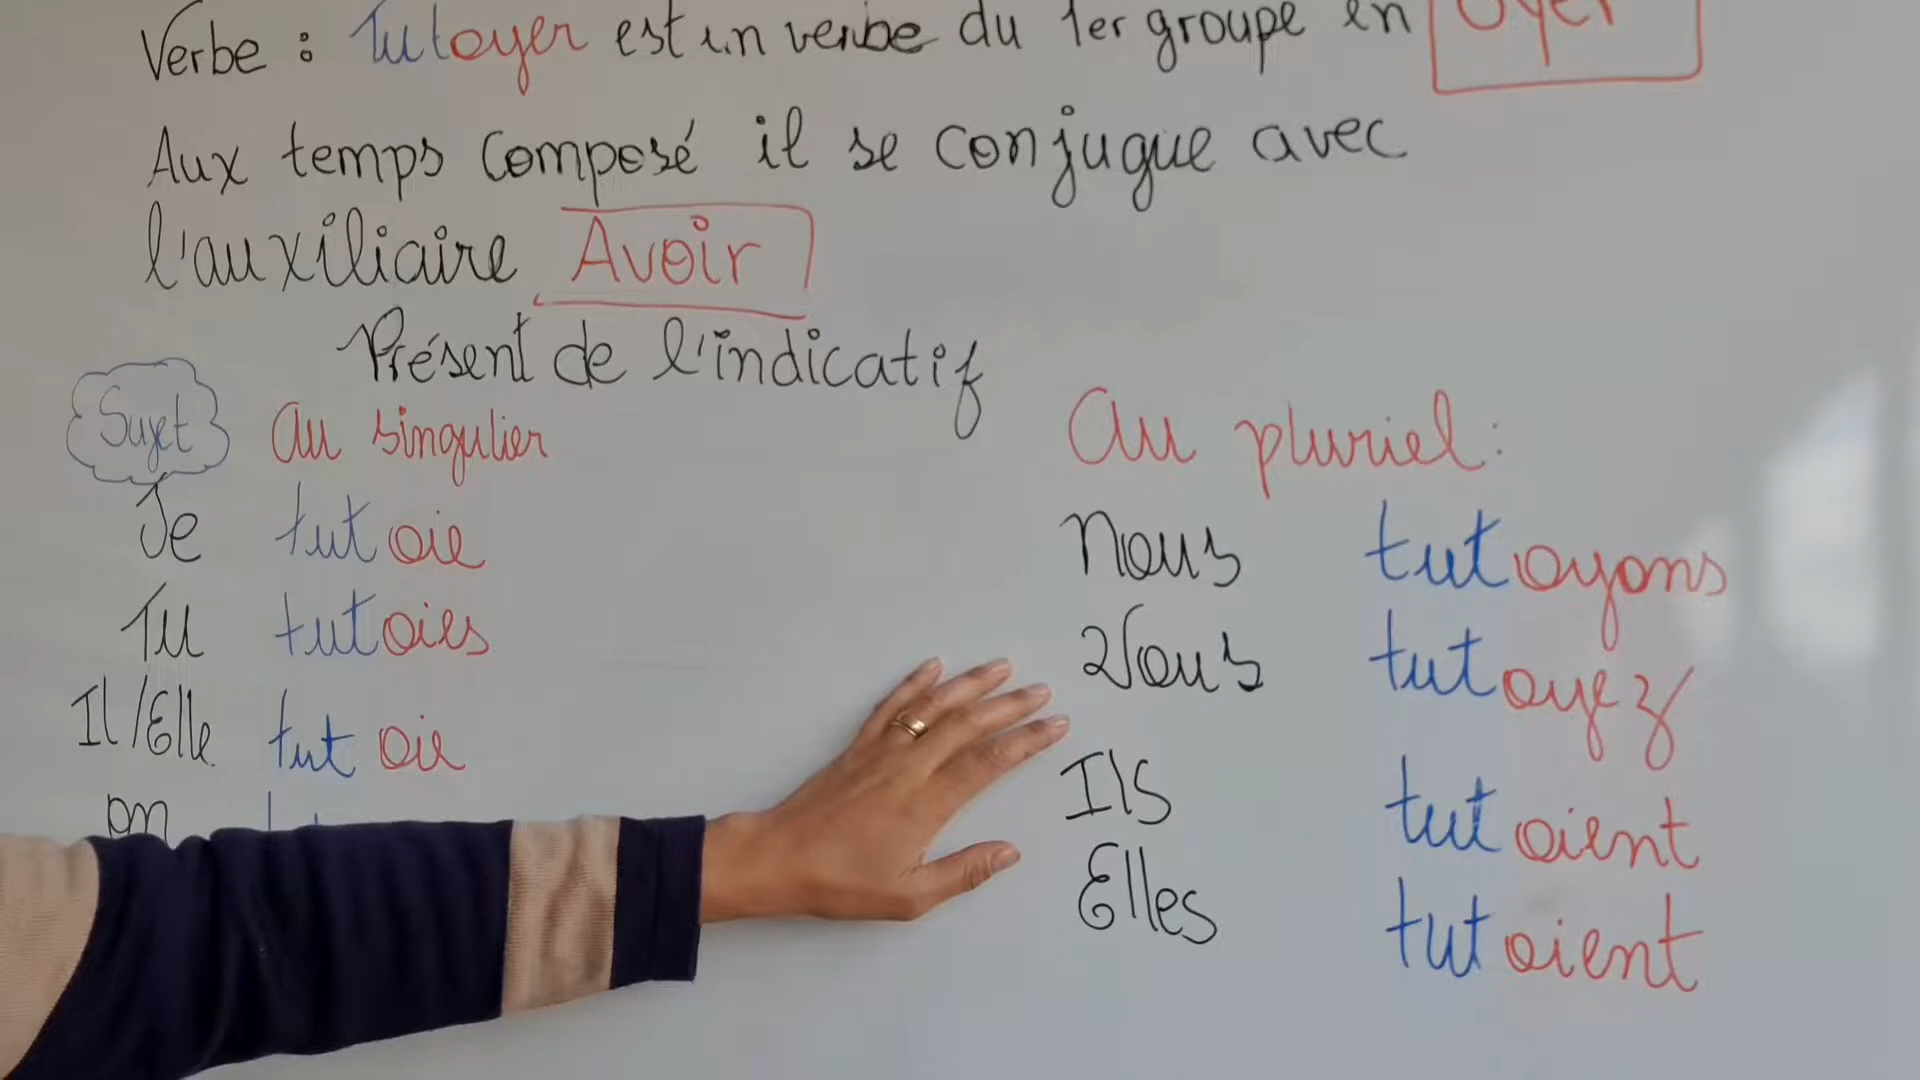 Verbe : Tutoyer est un verbe du 1er groupe en oyer
Aux temps composé il se conjugue avec
l'auxiliaire Avoir
Présent de l'indicatif
Sujet au singulier
Je tutoie
Tu tutoies
Il/Elle tutoie
on
au pluriel :
Nous tutoyons
Vous tutoyez
Ils tutoient
Elles tutoient